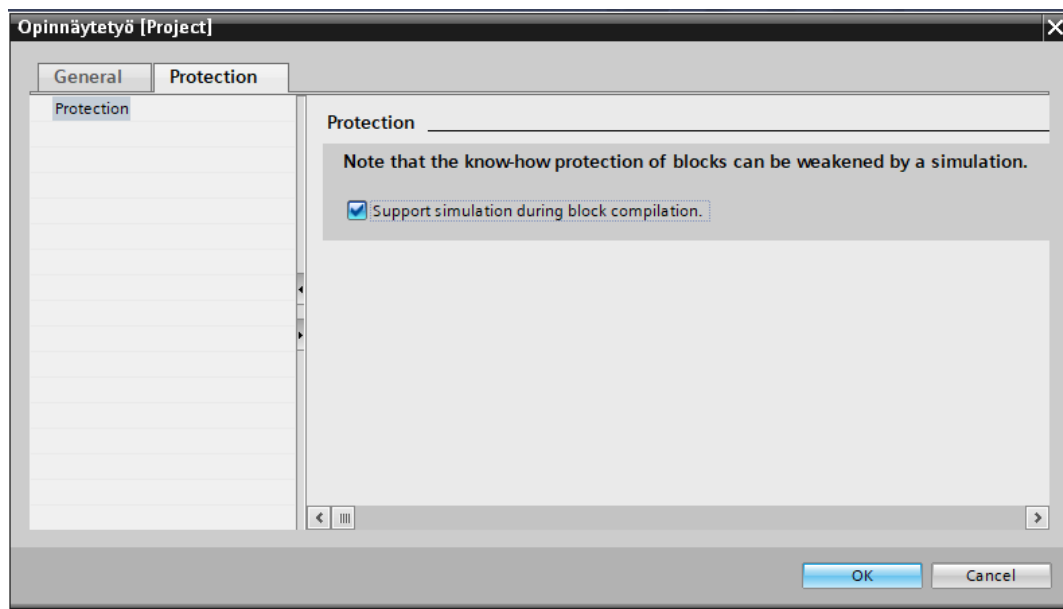 Opinnäytetyö [Project]
General Protection
Protection
Protection
Note that the know-how protection of blocks can be weakened by a simulation.
Support simulation during block compilation.
OK Cancel